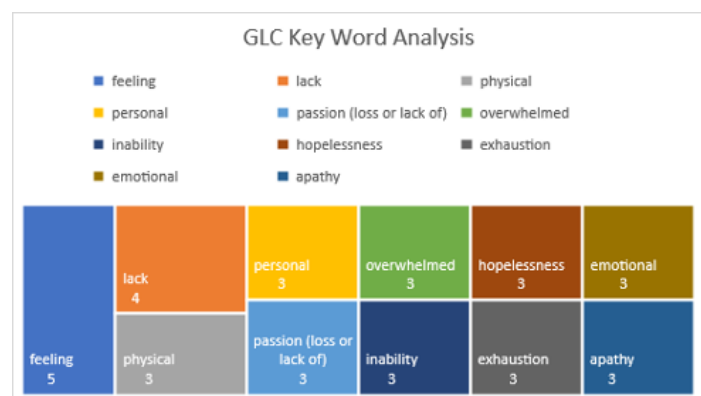 GLC Key Word Analysis
feeling
lack
physical
personal
passion (loss or lack of)
overwhelmed
inability
hopelessness
exhaustion
emotional
apathy
feeling
5
lack
4
physical
3
personal
3
passion (loss or
lack of)
3
overwhelmed
3
inability
3
hopelessness
3
exhaustion
3
emotional
3
apathy
3